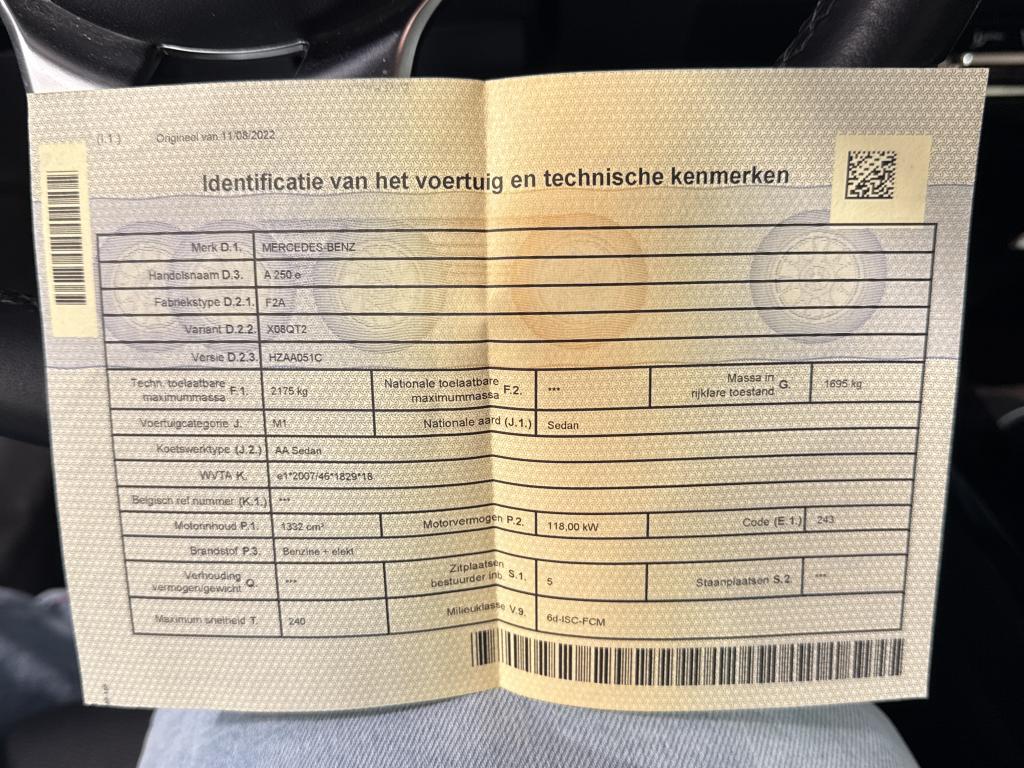 (I.1.) Origineel van 11/08/2022
Identificatie van het voertuig en technische kenmerken
Merk D.1. MERCEDES-BENZ
Handelsnaam D.3. A 250 e
Fabriekstype D.2.1. F2A
Variant D.2.2. X08QT2
Versie D.2.3. HZAA051C
Techn. toelaatbare maximummassa F.1. 2175 kg Nationale toelaatbare maximummassa F.2. *** Massa in rijklare toestand G. 1695 kg
Voertuigcategorie J. M1 Nationale aard (J.1.) Sedan
Koetswerktype (J.2.) AA Sedan
WVTA K. e1*2007/46*1829*18
Belgisch ref nummer (K.1.) ***
Motorinhoud P.1. 1332 cm³ Motorvermogen P.2. 118,00 kW Code (E.1.) 243
Brandstof P.3. Benzine + elekt
Verhouding vermogen/gewicht Q. *** Zitplaatsen bestuurder inb. S.1. 5 Staanplaatsen S.2. ***
Maximum snelheid T. 240 Milieuklasse V.9. 6d-ISC-FCM